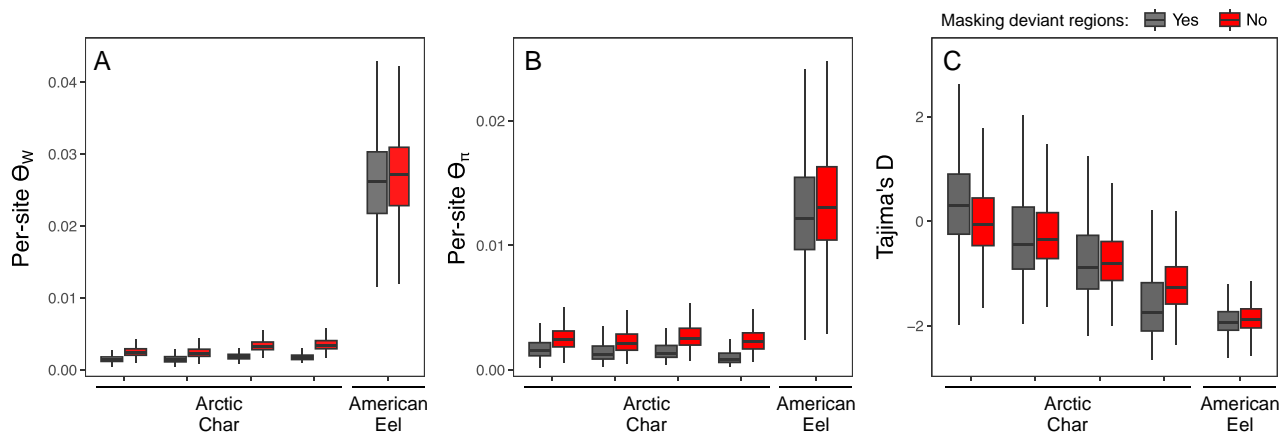 Masking deviant regions: Yes No
A
Per-site ΘW
0.04
0.03
0.02
0.01
0.00
Arctic
Char
American
Eel
B
Per-site Θπ
0.02
0.01
0.00
Arctic
Char
American
Eel
C
Tajima's D
2
0
−2
Arctic
Char
American
Eel